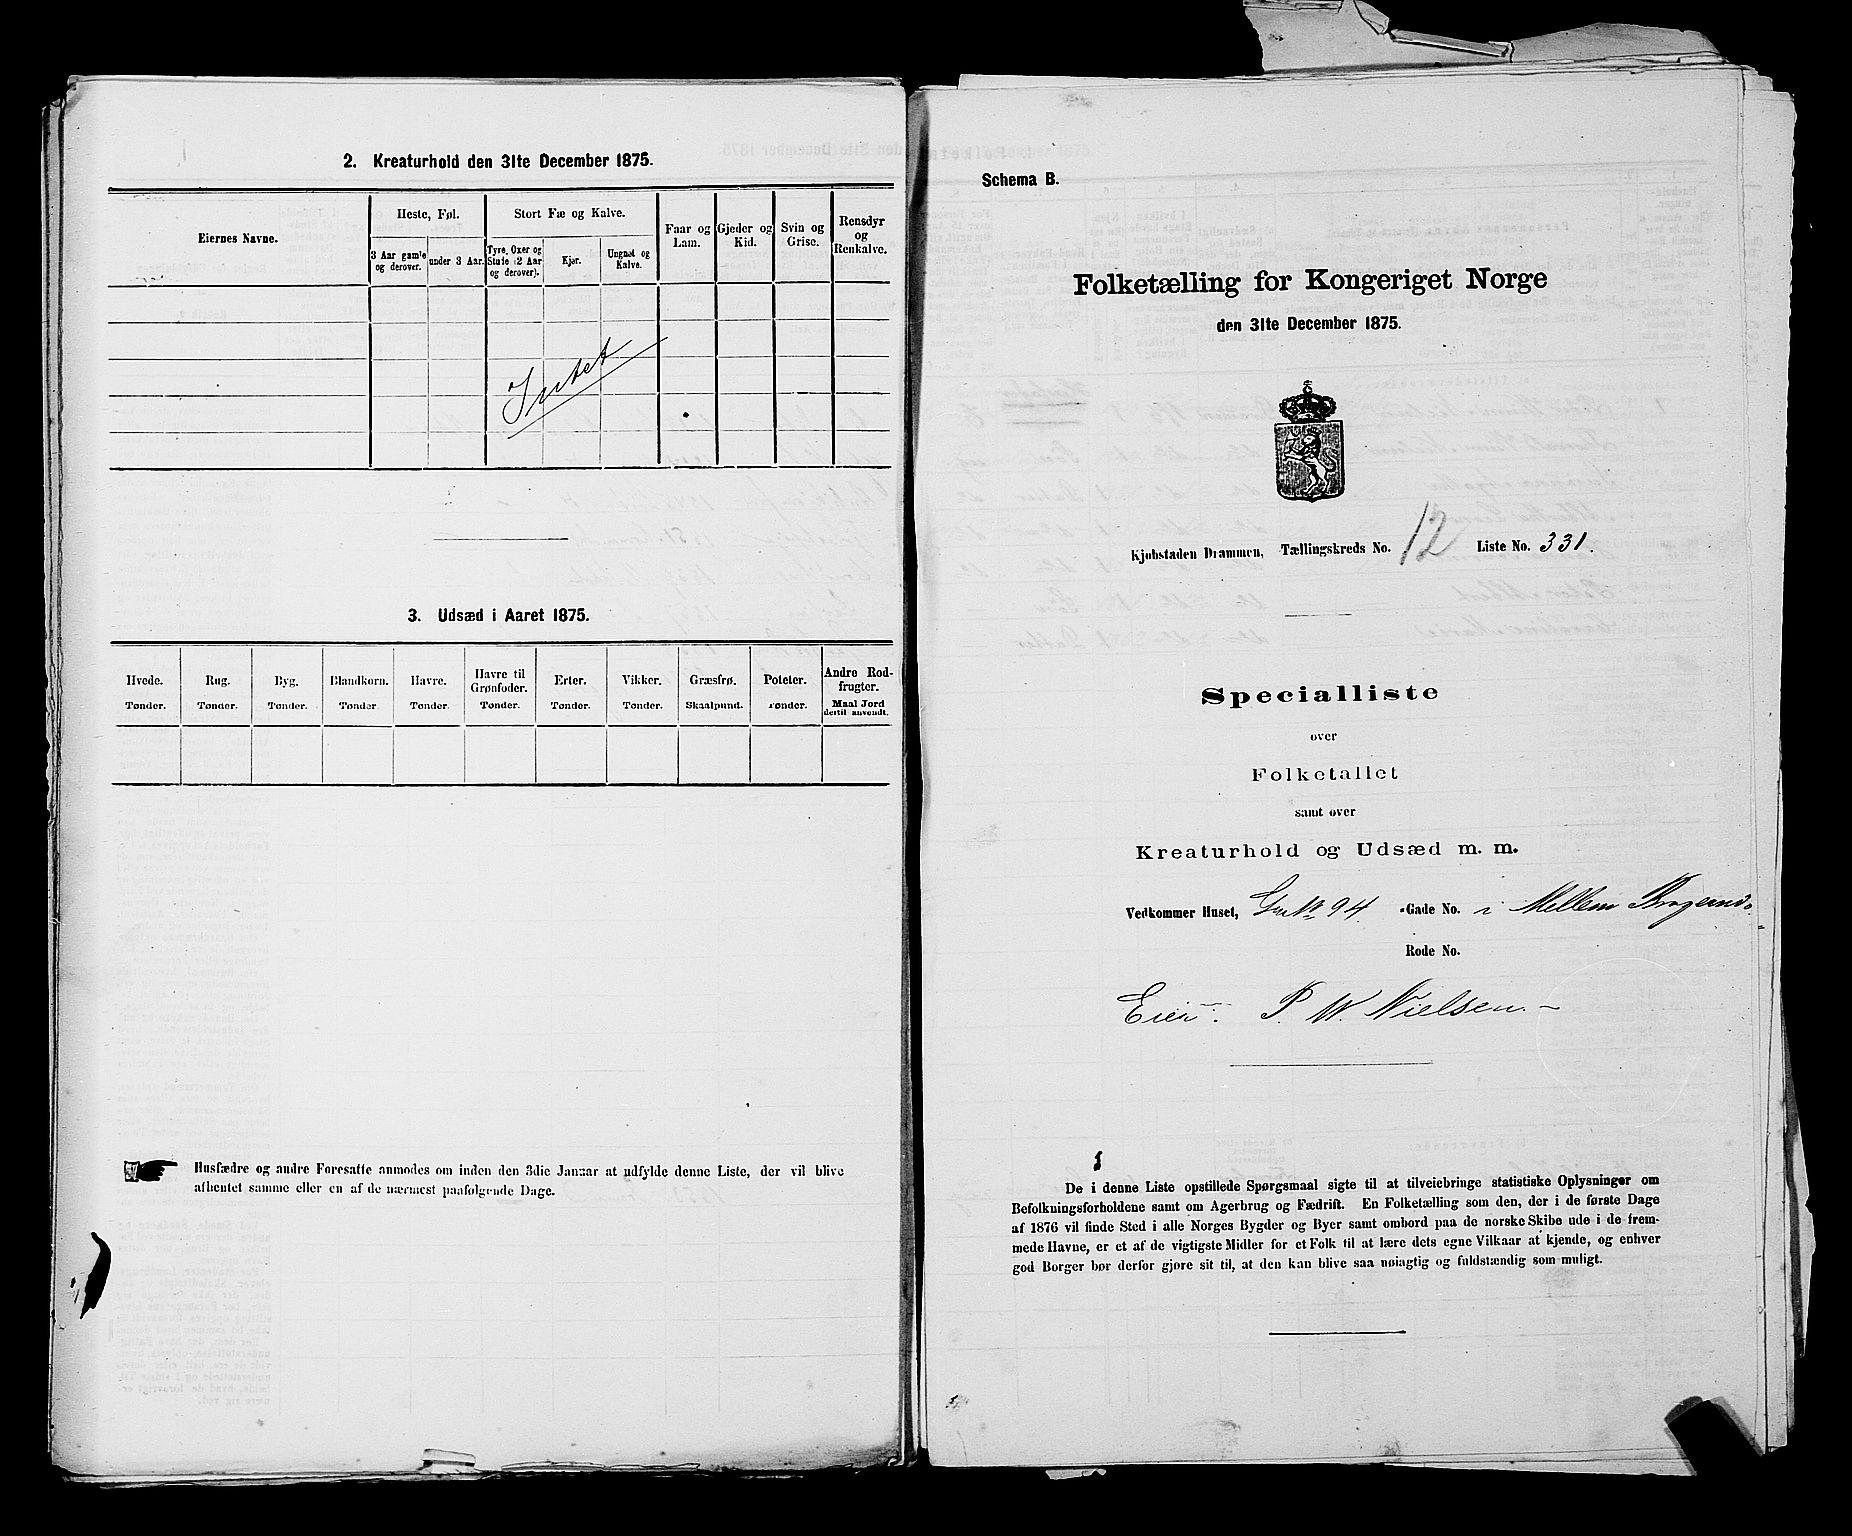 2. Kreaturhold den 31te December 1875.
Eiernes Navne.
Heste, Føl.
Stort Fæ og Kalve.
Faar og Lam.
Gjeder og Kid.
Svin og Grise.
Rensdyr og Renkalve.
3 Aar gamle og derover.
under 3 Aar.
Tyre, Oxer og Stude (2 Aar og derover).
Kjør.
Ungnøt og Kalve.
Intet
3. Udsæd i Aaret 1875.
Hvede. Rug. Byg. Blandkorn. Havre. Havre til Grønfoder. Erter. Vikker. Græsfrø. Poteter. Andre Rodfrugter.
Tønder. Tønder. Tønder. Tønder. Tønder. Tønder. Tønder. Tønder. Skaalpund. Tønder. Maal Jord dertil anvendt.
Husfædre og andre Foresatte anmodes om inden den 3die Januar at udfylde denne Liste, der vil blive
afhentet samme eller en af de nærmest paafølgende Dage.
Schema B.
Folketælling for Kongeriget Norge
den 31te December 1875.
Kjøbstaden Drammen, Tællingskreds No. 12 Liste No. 331.
Specialliste
over
Folketallet
samt over
Kreaturhold og Udsæd m. m.
Vedkommer Huset, Gr№ 94 -Gade No. i Mellem Bragernes
Rode No.
Eier. P. W. Nielsen.
De i denne Liste opstillede Spørgsmaal sigte til at tilveiebringe statistiske Oplysninger om
Befolkningsforholdene samt om Agerbrug og Fædrift. En Folketælling som den, der i de første Dage
af 1876 vil finde Sted i alle Norges Bygder og Byer samt ombord paa de norske Skibe ude i de frem-
mede Havne, er et af de vigtigste Midler for et Folk til at lære dets egne Vilkaar at kjende, og enhver
god Borger bør derfor gjøre sit til, at den kan blive saa nøiagtig og fuldstændig som muligt.